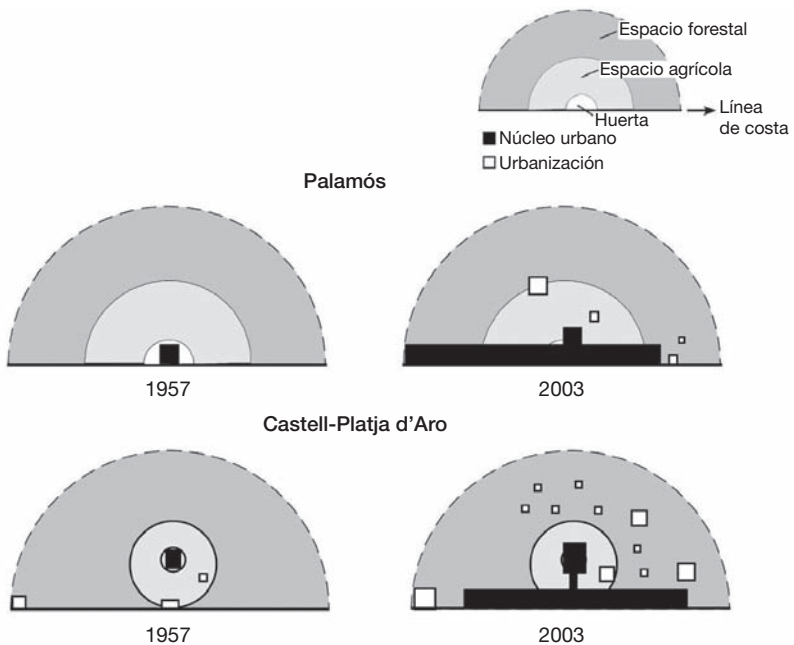 Espacio forestal
Espacio agrícola
Huerta
Línea
de costa
Núcleo urbano
Urbanización
Palamós
1957
2003
Castell-Platja d'Aro
1957
2003